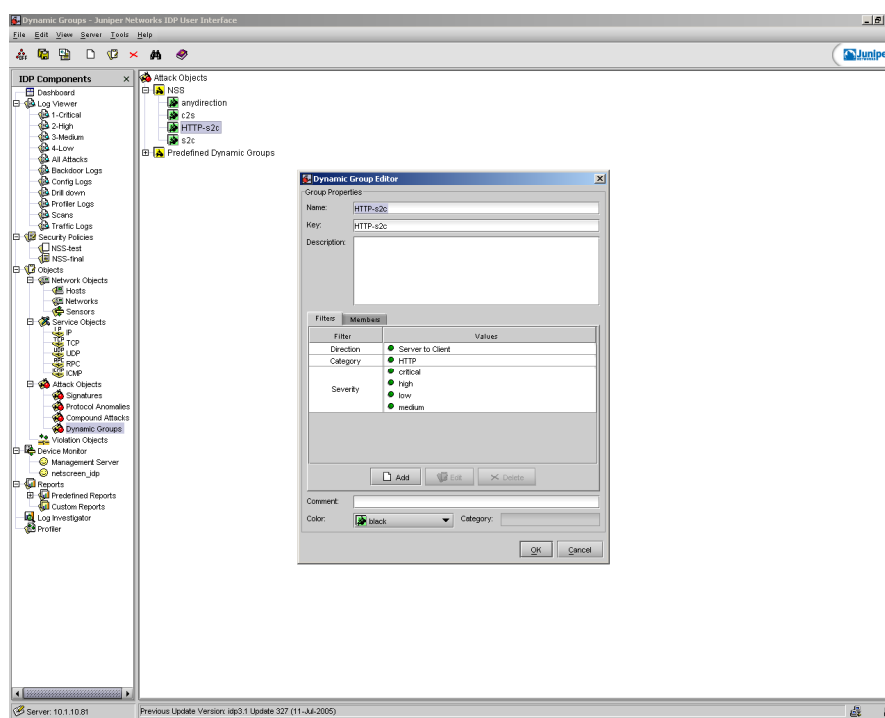 Dynamic Groups - Juniper Networks IDP User Interface
File Edit View Server Tools Help
IDP Components
Dashboard
Log Viewer
1-Critical
2-High
3-Medium
4-Low
All Attacks
Backdoor Logs
Config Logs
Drill down
Profiler Logs
Scans
Traffic Logs
Security Policies
NSS-test
NSS-final
Objects
Network Objects
Hosts
Networks
Sensors
Service Objects
IP
TCP
UDP
RPC
ICMP
Attack Objects
Signatures
Protocol Anomalies
Compound Attacks
Dynamic Groups
Violation Objects
Device Monitor
Management Server
netscreen_idp
Reports
Predefined Reports
Custom Reports
Log Investigator
Profiler
Attack Objects
NSS
anydirection
c2s
HTTP-s2c
s2c
Predefined Dynamic Groups
Dynamic Group Editor
Group Properties
Name: HTTP-s2c
Key: HTTP-s2c
Description:
Filters Members
Filter Values
Direction Server to Client
Category HTTP
Severity
critical
high
low
medium
Add Edit Delete
Comment:
Color: black Category:
OK Cancel
Server: 10.1.10.81
Previous Update Version: idp3.1 Update 327 (11-Jul-2005)